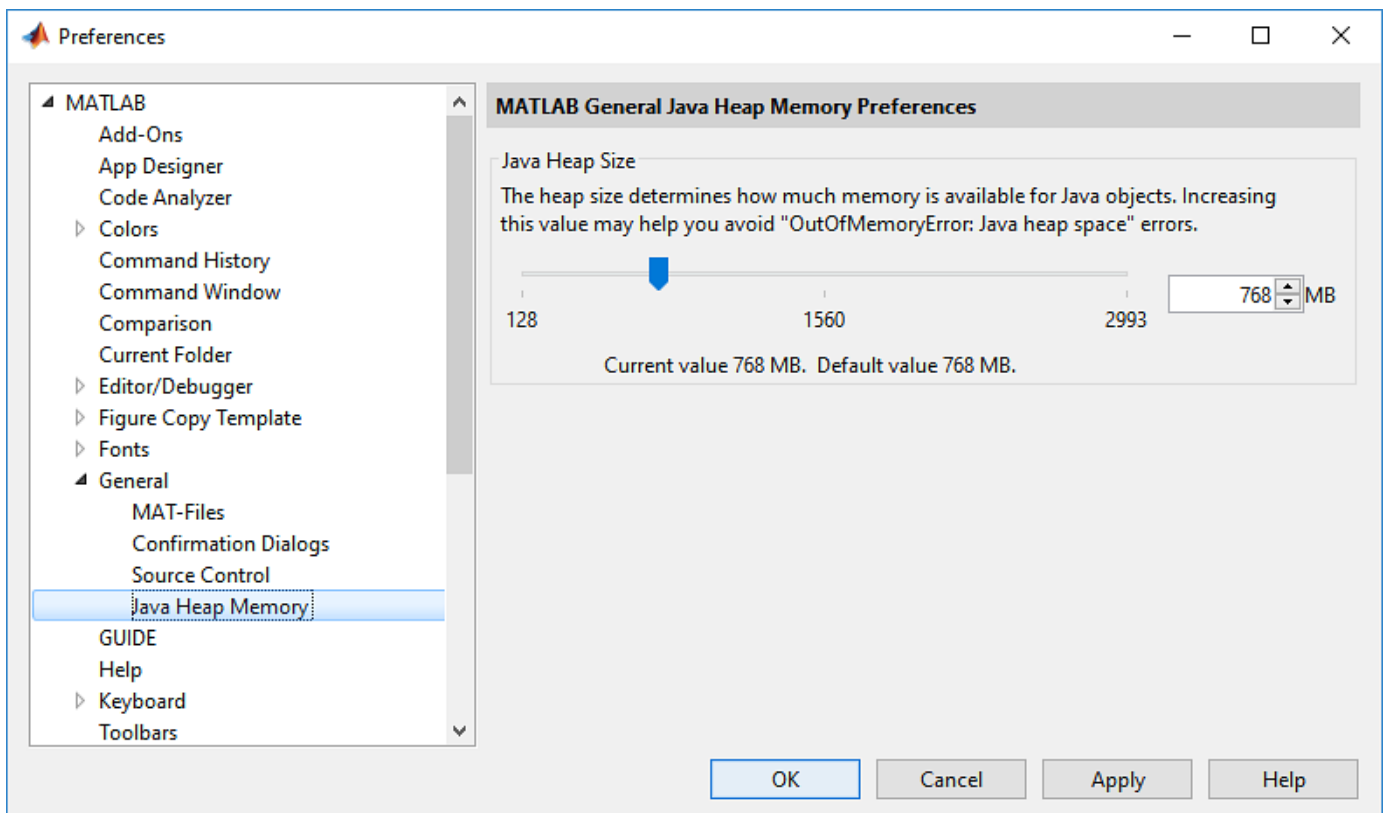 Preferences
MATLAB
Add-Ons
App Designer
Code Analyzer
Colors
Command History
Command Window
Comparison
Current Folder
Editor/Debugger
Figure Copy Template
Fonts
General
MAT-Files
Confirmation Dialogs
Source Control
Java Heap Memory
GUIDE
Help
Keyboard
Toolbars
MATLAB General Java Heap Memory Preferences
Java Heap Size
The heap size determines how much memory is available for Java objects. Increasing
this value may help you avoid "OutOfMemoryError: Java heap space" errors.
768 MB
128 1560 2993
Current value 768 MB. Default value 768 MB.
OK Cancel Apply Help